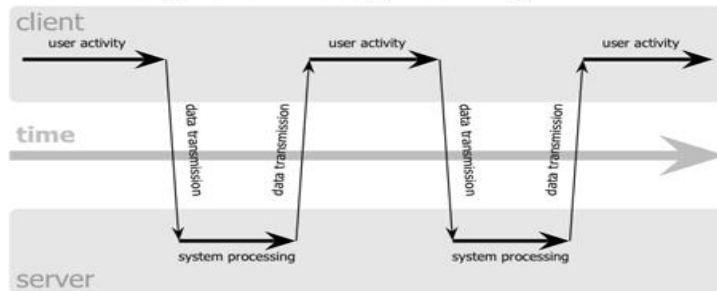 client
user activity
user activity
user activity
data transmission
data transmission
data transmission
data transmission
time
system processing
system processing
server